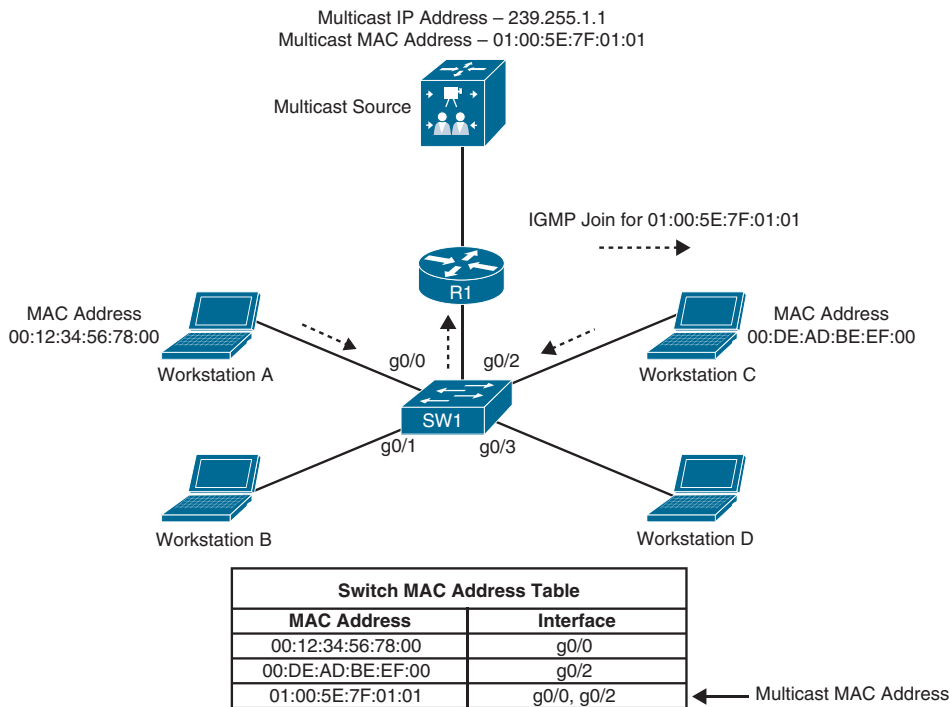 Multicast IP Address – 239.255.1.1
Multicast MAC Address – 01:00:5E:7F:01:01
Multicast Source
IGMP Join for 01:00:5E:7F:01:01
R1
MAC Address
00:12:34:56:78:00
Workstation A
MAC Address
00:DE:AD:BE:EF:00
Workstation C
g0/0
g0/2
SW1
g0/1
g0/3
Workstation B
Workstation D
Switch MAC Address Table
MAC Address Interface
00:12:34:56:78:00 g0/0
00:DE:AD:BE:EF:00 g0/2
01:00:5E:7F:01:01 g0/0, g0/2
Multicast MAC Address